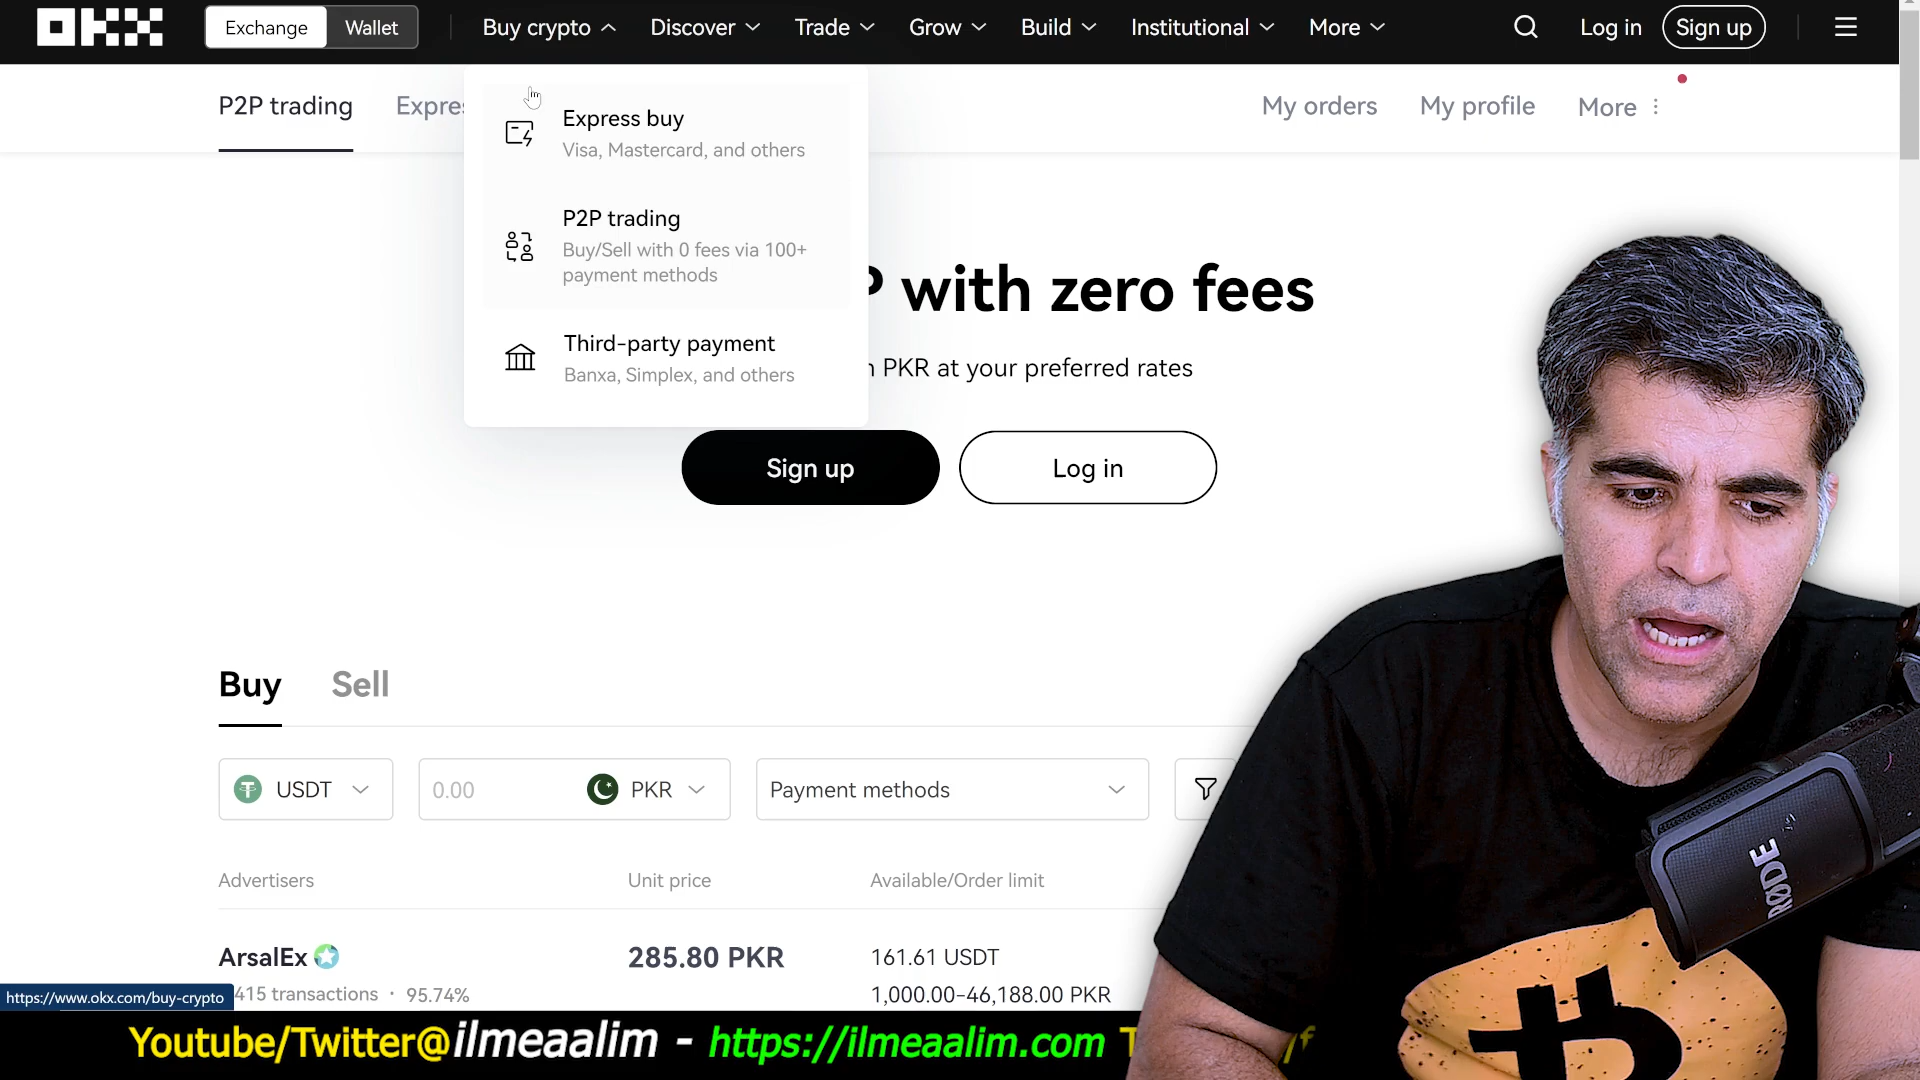 OKX
Exchange
Wallet
Buy crypto
Discover
Trade
Grow
Build
Institutional
More
Log in
Sign up
P2P trading
My orders
My profile
More
Express buy
Visa, Mastercard, and others
P2P trading
Buy/Sell with 0 fees via 100+
payment methods
Third-party payment
Banxa, Simplex, and others
with zero fees
PKR at your preferred rates
Sign up
Log in
Buy
Sell
USDT
0.00
PKR
Payment methods
Advertisers
Unit price
Available/Order limit
ArsalEx
285.80 PKR
161.61 USDT
415 transactions · 95.74%
1,000.00-46,188.00 PKR
https://www.okx.com/buy-crypto
RØDE
Youtube/Twitter@ilmeaalim - https://ilmeaalim.com